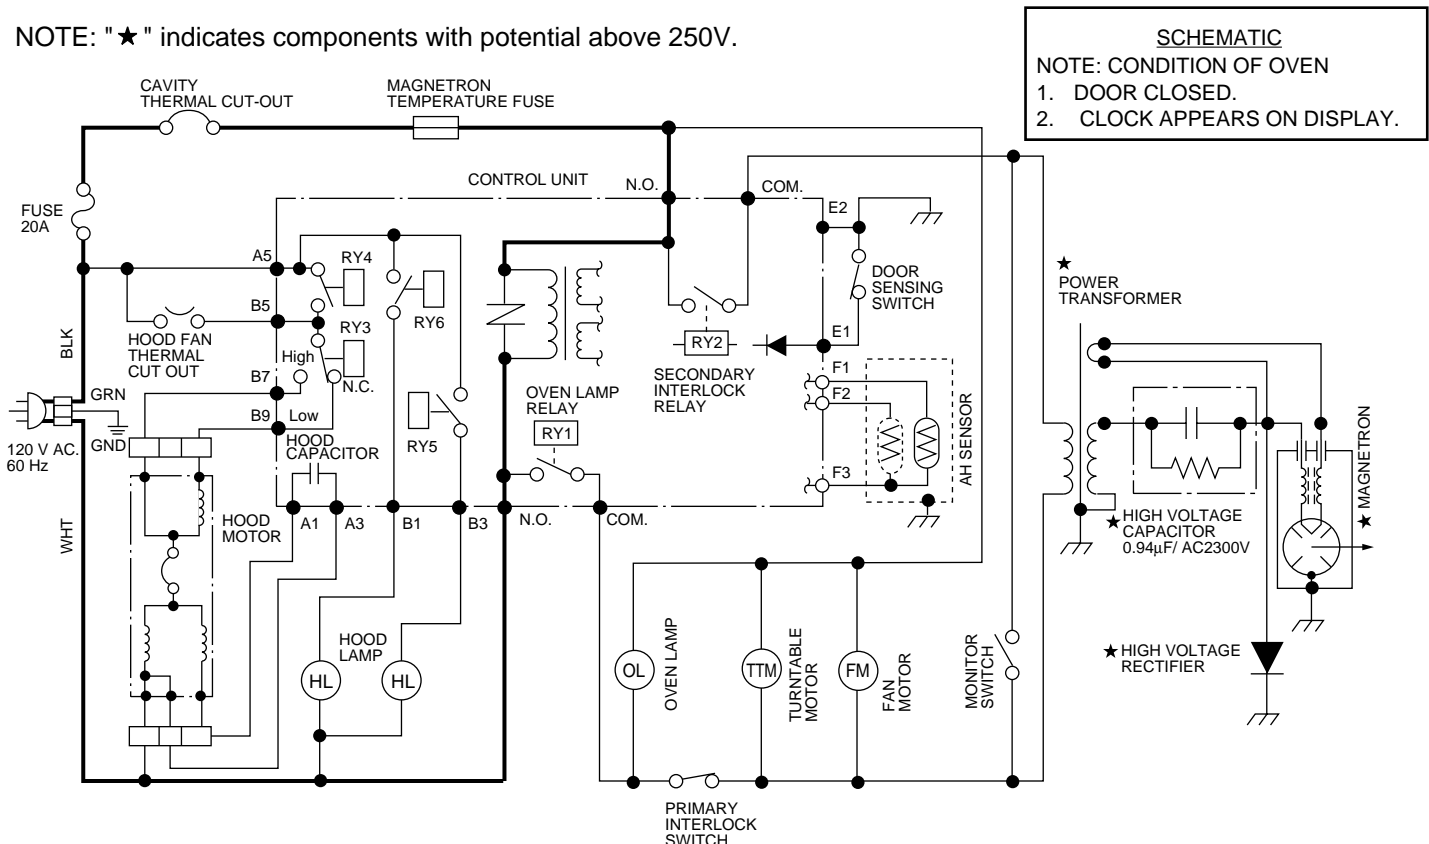 NOTE: "★" indicates components with potential above 250V.
SCHEMATIC
NOTE: CONDITION OF OVEN
1. DOOR CLOSED.
2. CLOCK APPEARS ON DISPLAY.
CAVITY
THERMAL CUT-OUT
MAGNETRON
TEMPERATURE FUSE
CONTROL UNIT
N.O.
COM.
FUSE
20A
A5
RY4
E2
DOOR
SENSING
SWITCH
★
POWER
TRANSFORMER
B5
RY3
RY6
HOOD FAN
THERMAL
CUT OUT
BLK
High
N.C.
B7
RY2
E1
SECONDARY
INTERLOCK
RELAY
F1
F2
GRN
GND
B9
Low
HOOD
CAPACITOR
RY5
OVEN LAMP
RELAY
RY1
AH SENSOR
F3
120 V AC.
60 Hz
WHT
HOOD
MOTOR
A1
A3
B1
B3
N.O.
COM.
★ HIGH VOLTAGE
CAPACITOR
0.94µF/ AC2300V
★ MAGNETRON
HOOD
LAMP
HL
HL
OL
OVEN LAMP
TTM
TURNTABLE
MOTOR
FM
FAN
MOTOR
MONITOR
SWITCH
★ HIGH VOLTAGE
RECTIFIER
PRIMARY
INTERLOCK
SWITCH